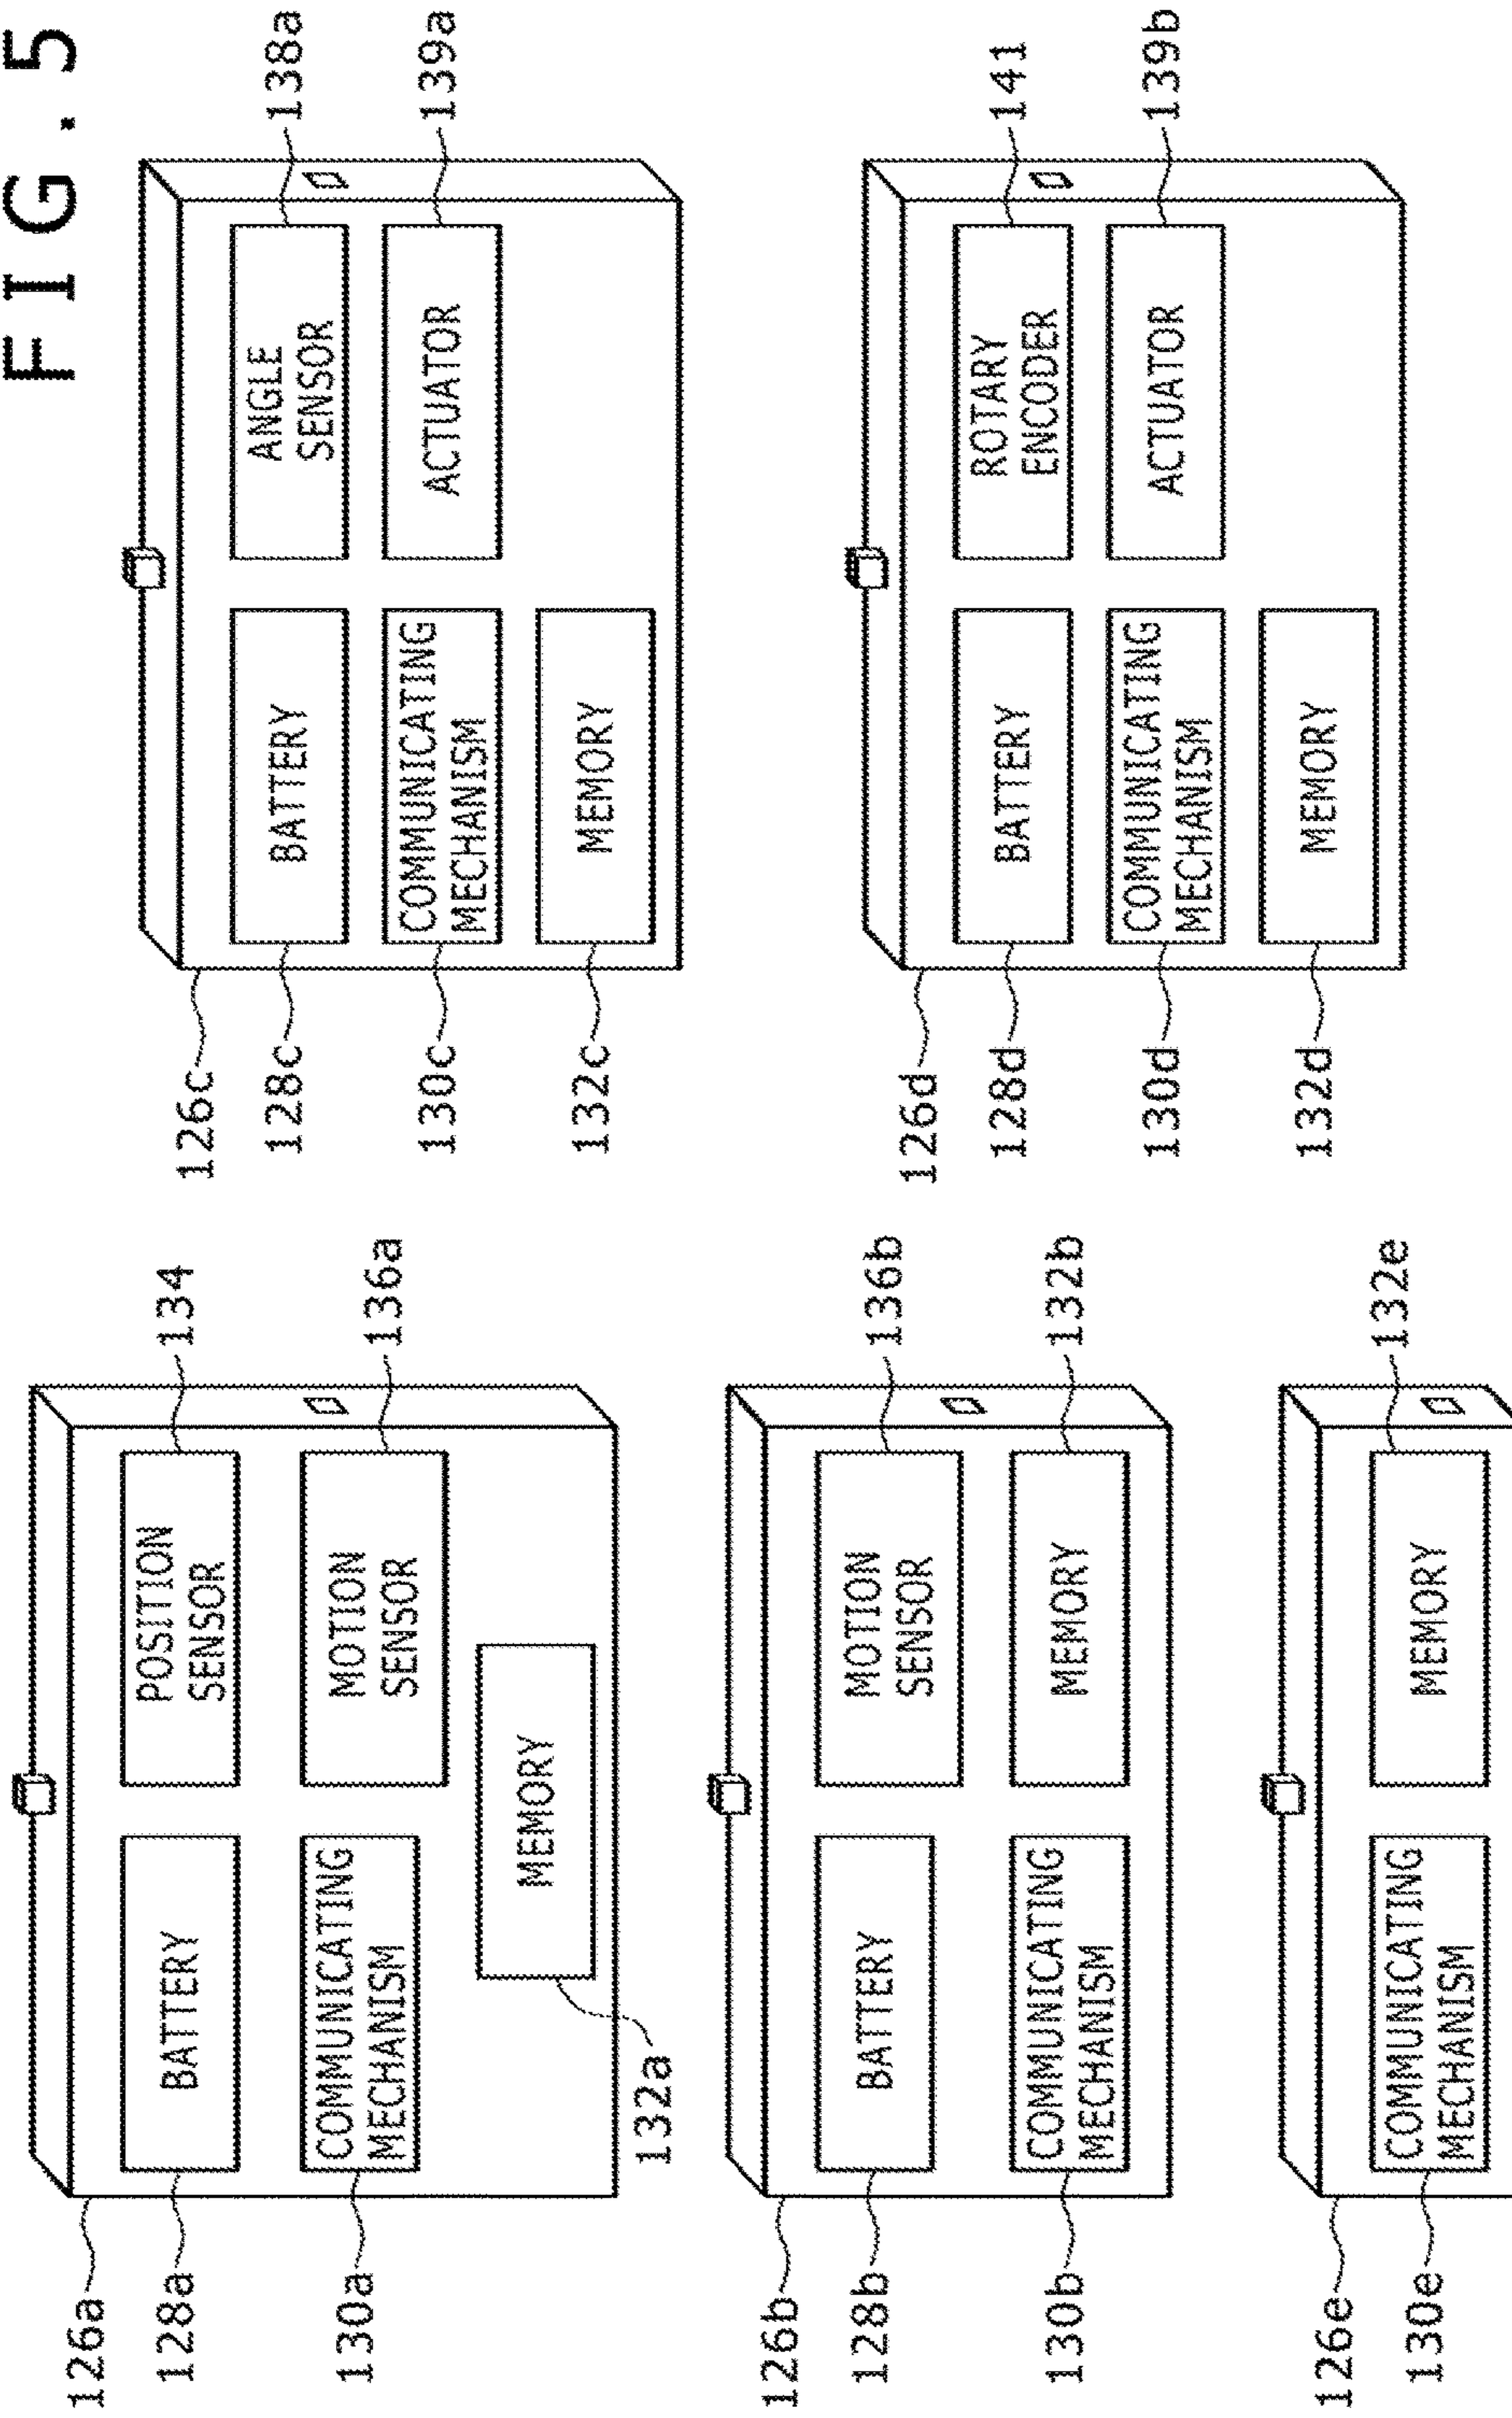 FIG. 5
126a
128a
BATTERY
POSITION
SENSOR
134
130a
COMMUNICATING
MECHANISM
MOTION
SENSOR
136a
MEMORY
132a
126b
128b
BATTERY
MOTION
SENSOR
136b
130b
COMMUNICATING
MECHANISM
MEMORY
132b
126e
130e
COMMUNICATING
MECHANISM
MEMORY
132e
126c
128c
BATTERY
ANGLE
SENSOR
138a
130c
COMMUNICATING
MECHANISM
ACTUATOR
139a
132c
MEMORY
126d
128d
BATTERY
ROTARY
ENCODER
141
130d
COMMUNICATING
MECHANISM
ACTUATOR
139b
132d
MEMORY